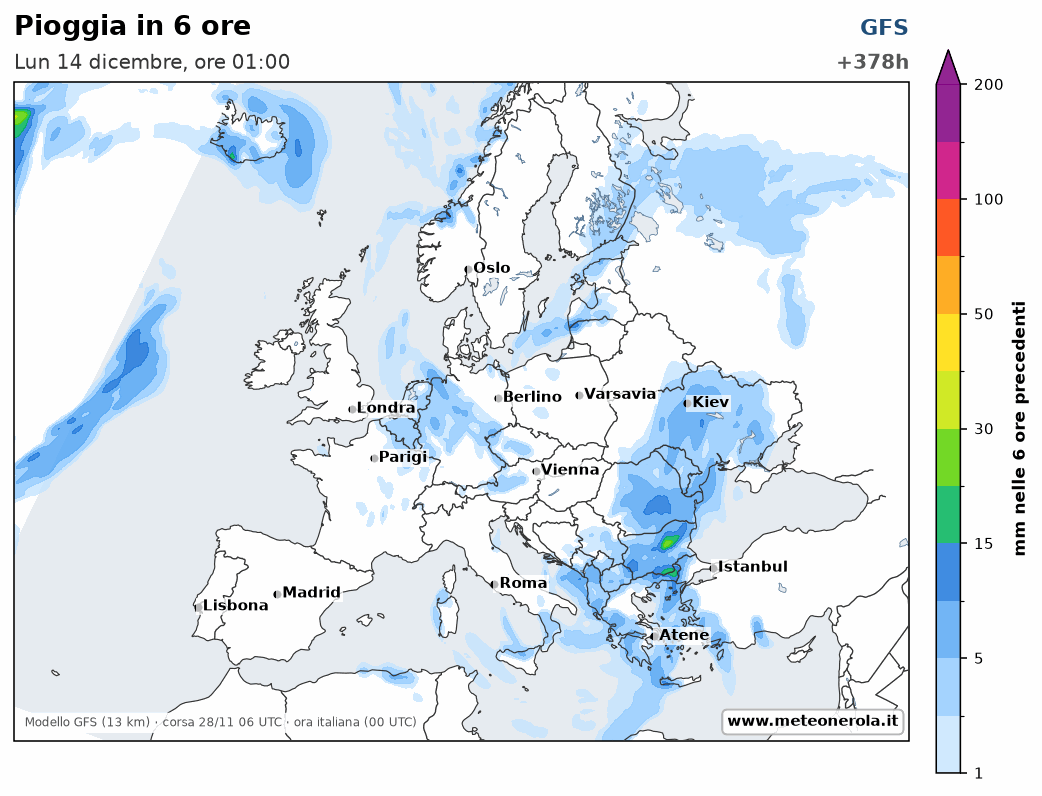 Pioggia in 6 ore
GFS
Lun 14 dicembre, ore 01:00
+378h
200
100
50
30
15
5
1
mm nelle 6 ore precedenti
Oslo
Berlino
Varsavia
Kiev
Londra
Parigi
Vienna
Istanbul
Roma
Madrid
Lisbona
Atene
Modello GFS (13 km) · corsa 28/11 06 UTC · ora italiana (00 UTC)
www.meteonerola.it